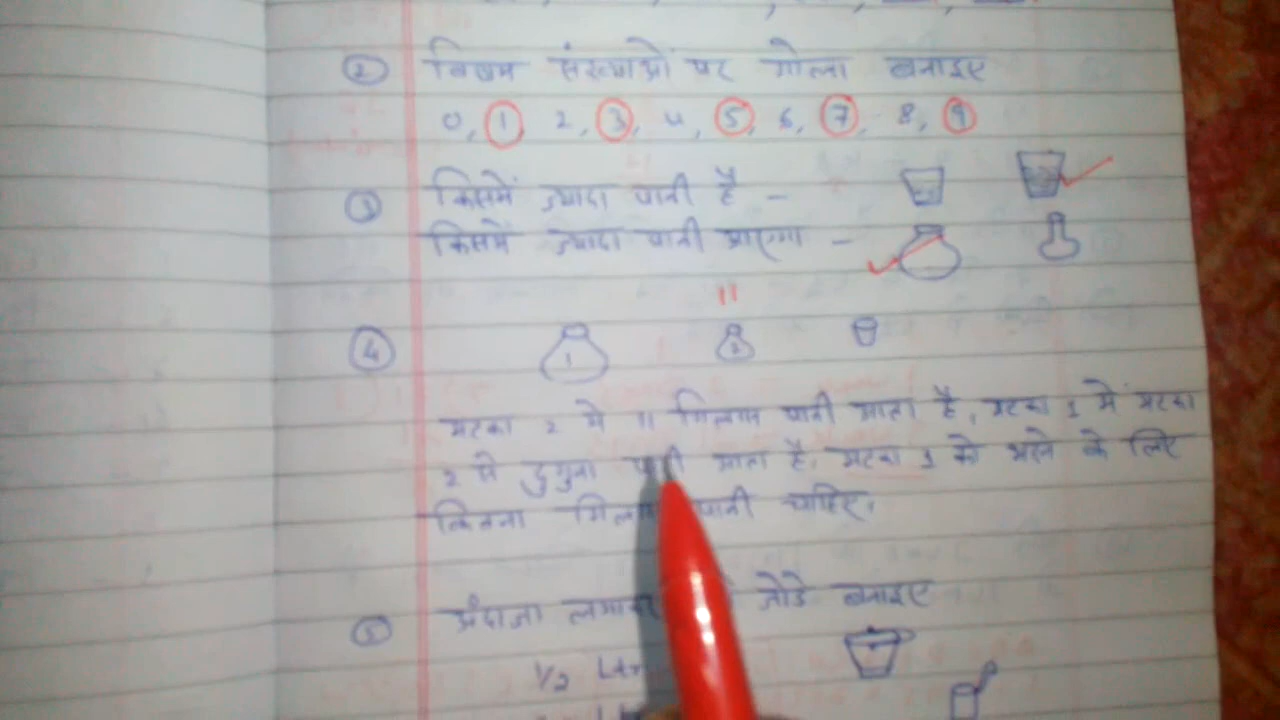 ② विषम संख्याओं पर गोला बनाइए
0, 1, 2, 3, 4, 5, 6, 7, 8, 9
③ किसमें ज्यादा पानी है -
किसमें ज्यादा पानी आएगा -
11
④ 1 2
मटका 2 मे 11 गिलास पानी आता है, मटका 1 में मटका
2 से दुगुना पानी आता है, मटका 1 को भरने के लिए
कितना गिलास पानी चाहिए,
⑤ अंदाजा लगाकर जोडे बनाइए
1/2